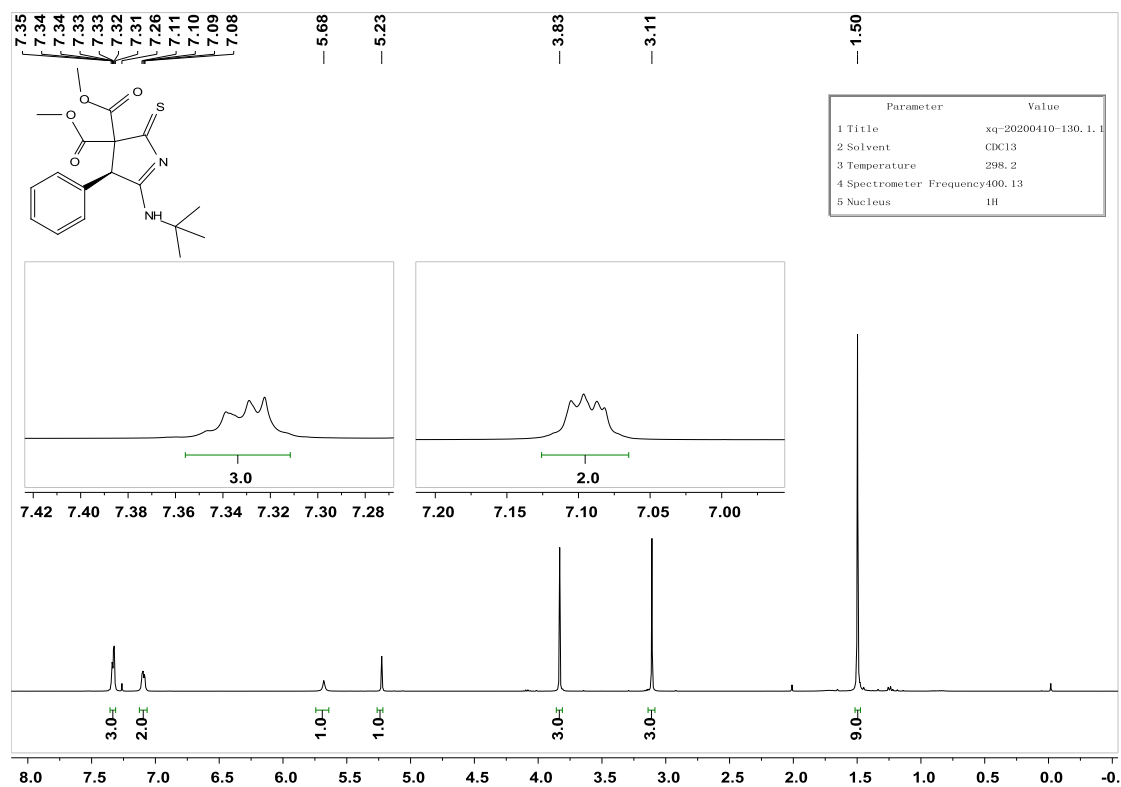 7.35
7.34
7.34
7.33
7.33
7.32
7.31
7.26
7.11
7.10
7.09
7.08
5.68
5.23
3.83
3.11
1.50
O
O
S
O
O
N
NH
Parameter Value
1 Title xq-20200410-130.1.1
2 Solvent CDCl3
3 Temperature 298.2
4 Spectrometer Frequency 400.13
5 Nucleus 1H
3.0
7.42 7.40 7.38 7.36 7.34 7.32 7.30 7.28
2.0
7.20 7.15 7.10 7.05 7.00
3.0
2.0
1.0
1.0
3.0
3.0
9.0
8.0 7.5 7.0 6.5 6.0 5.5 5.0 4.5 4.0 3.5 3.0 2.5 2.0 1.5 1.0 0.5 0.0 -0.